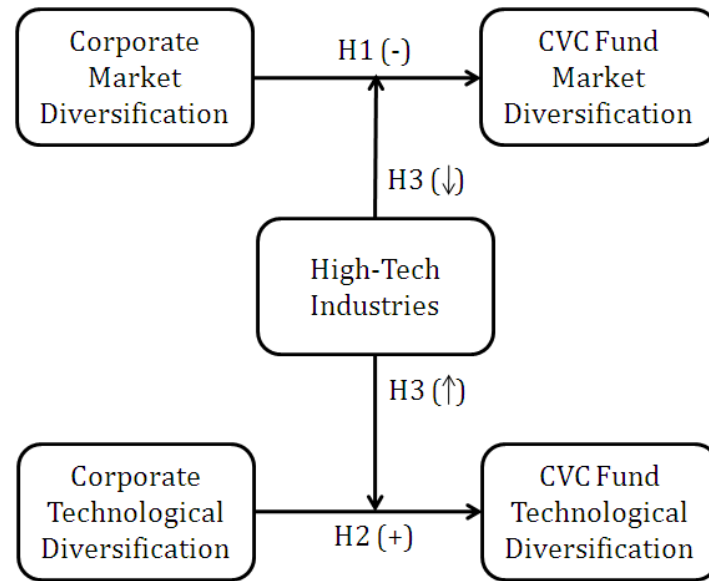 Corporate
Market
Diversification
H1 (-)
CVC Fund
Market
Diversification
H3 (↓)
High-Tech
Industries
H3 (↑)
Corporate
Technological
Diversification
H2 (+)
CVC Fund
Technological
Diversification